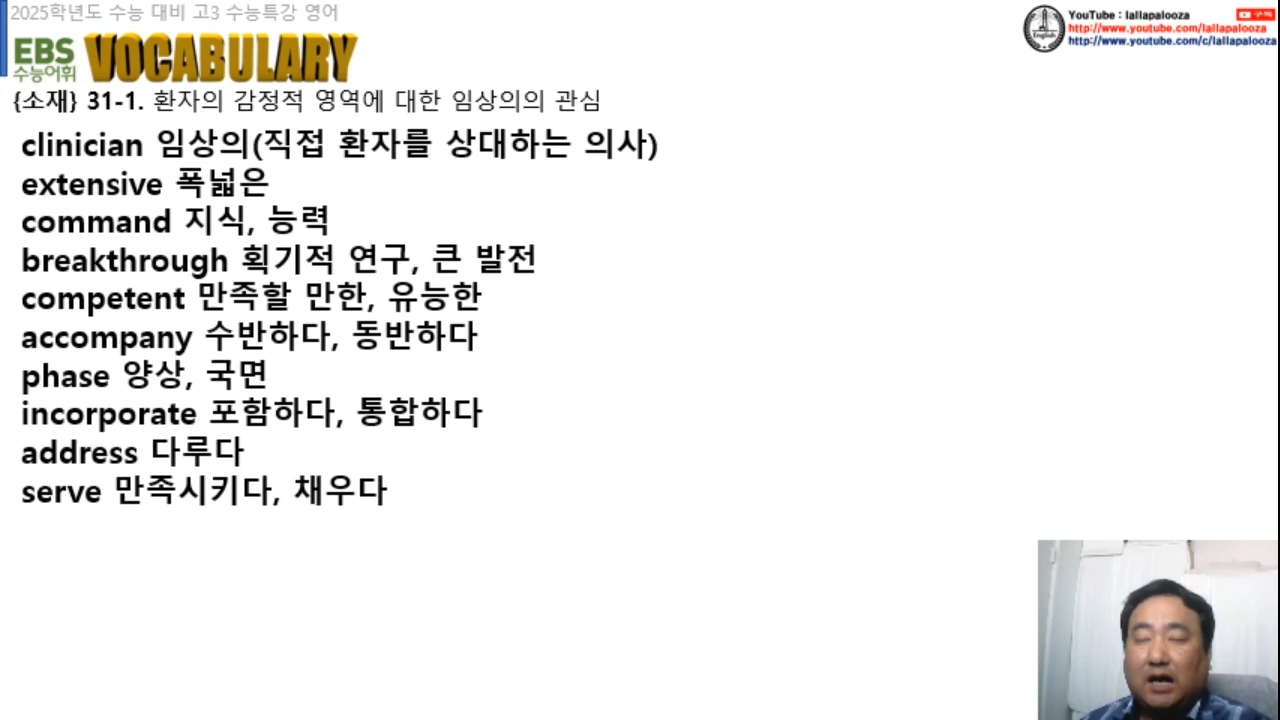 2025학년도 수능 대비 고3 수능특강 영어
EBS
수능어휘
VOCABULARY
YouTube : lallapalooza
구독
http://www.youtube.com/lallapalooza
http://www.youtube.com/c/lallapalooza
English
{소재} 31-1. 환자의 감정적 영역에 대한 임상의의 관심
clinician 임상의(직접 환자를 상대하는 의사)
extensive 폭넓은
command 지식, 능력
breakthrough 획기적 연구, 큰 발전
competent 만족할 만한, 유능한
accompany 수반하다, 동반하다
phase 양상, 국면
incorporate 포함하다, 통합하다
address 다루다
serve 만족시키다, 채우다